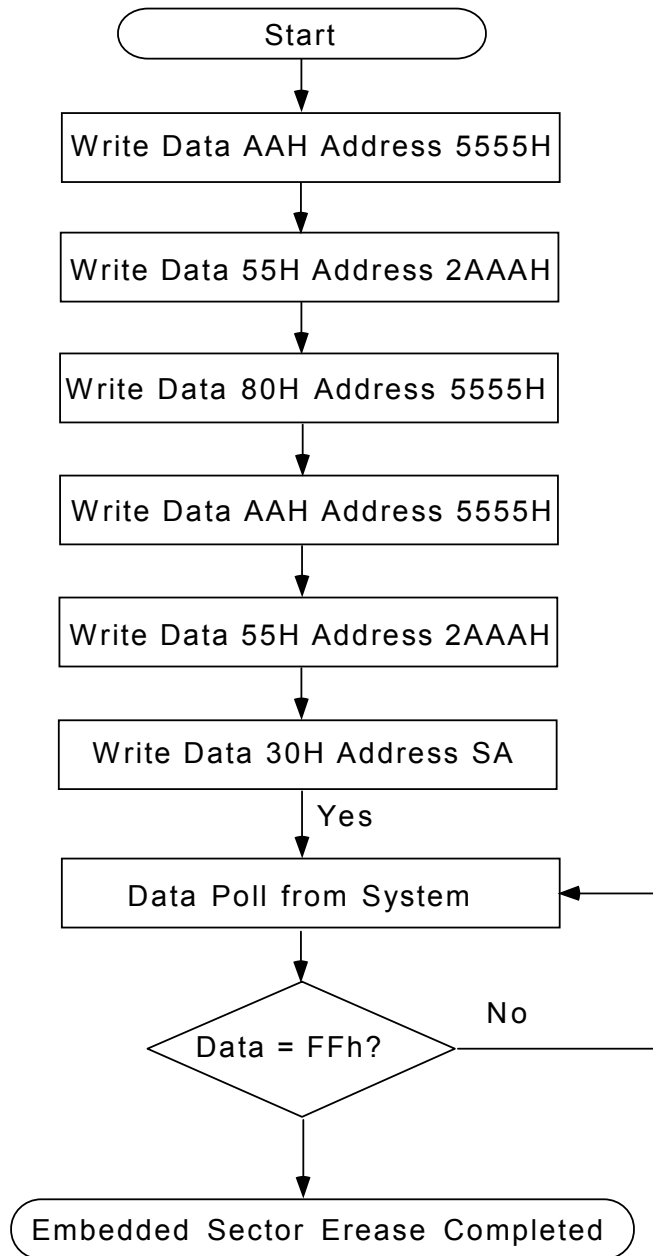 Start
Write Data AAH Address 5555H
Write Data 55H Address 2AAAH
Write Data 80H Address 5555H
Write Data AAH Address 5555H
Write Data 55H Address 2AAAH
Write Data 30H Address SA
Yes
Data Poll from System
No
Data = FFh?
Embedded Sector Erease Completed